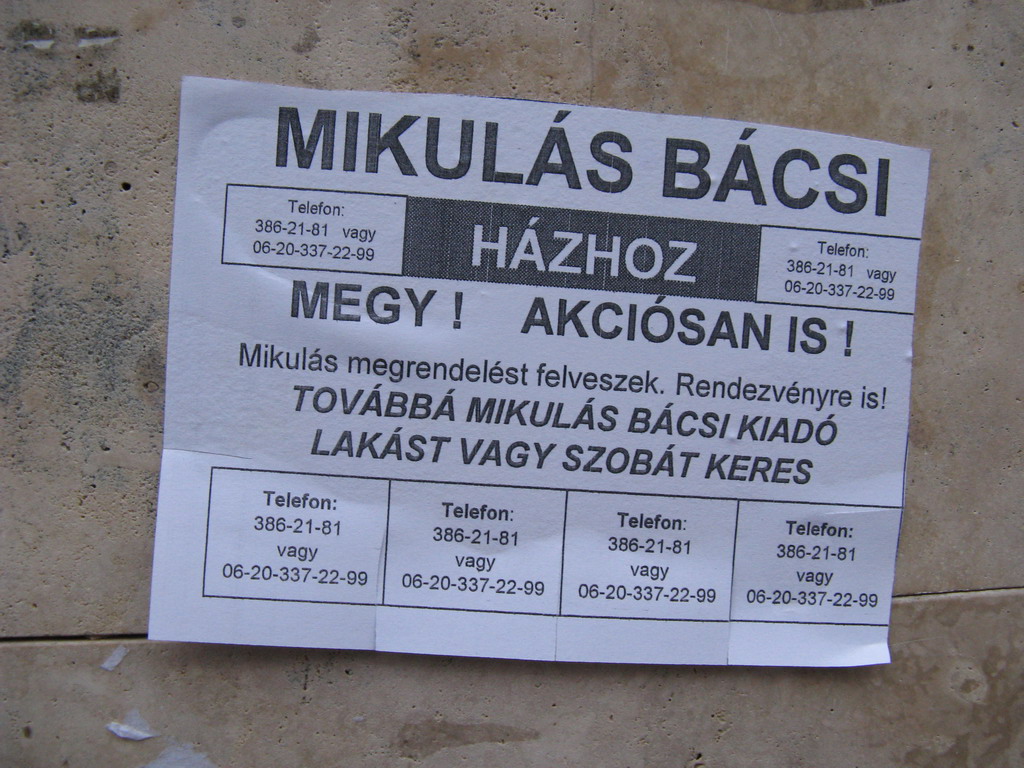 MIKULÁS BÁCSI
Telefon:
386-21-81 vagy
06-20-337-22-99
HÁZHOZ
Telefon:
386-21-81 vagy
06-20-337-22-99
MEGY ! AKCIÓSAN IS !
Mikulás megrendelést felveszek. Rendezvényre is!
TOVÁBBÁ MIKULÁS BÁCSI KIADÓ
LAKÁST VAGY SZOBÁT KERES
Telefon:
386-21-81
vagy
06-20-337-22-99
Telefon:
386-21-81
vagy
06-20-337-22-99
Telefon:
386-21-81
vagy
06-20-337-22-99
Telefon:
386-21-81
vagy
06-20-337-22-99